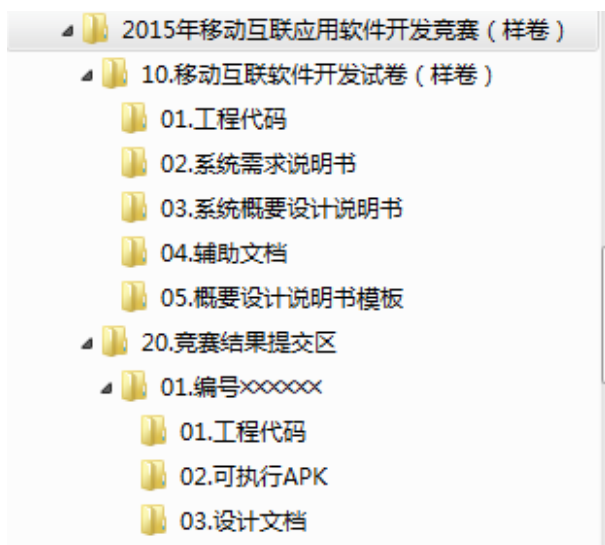 2015年移动互联应用软件开发竞赛（样卷）
10.移动互联软件开发试卷（样卷）
01.工程代码
02.系统需求说明书
03.系统概要设计说明书
04.辅助文档
05.概要设计说明书模板
20.竞赛结果提交区
01.编号××××××
01.工程代码
02.可执行APK
03.设计文档